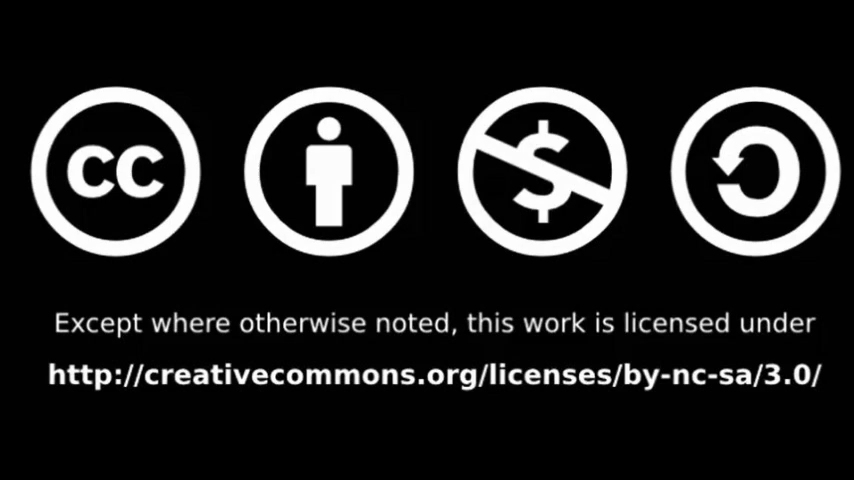 cc
Except where otherwise noted, this work is licensed under
http://creativecommons.org/licenses/by-nc-sa/3.0/